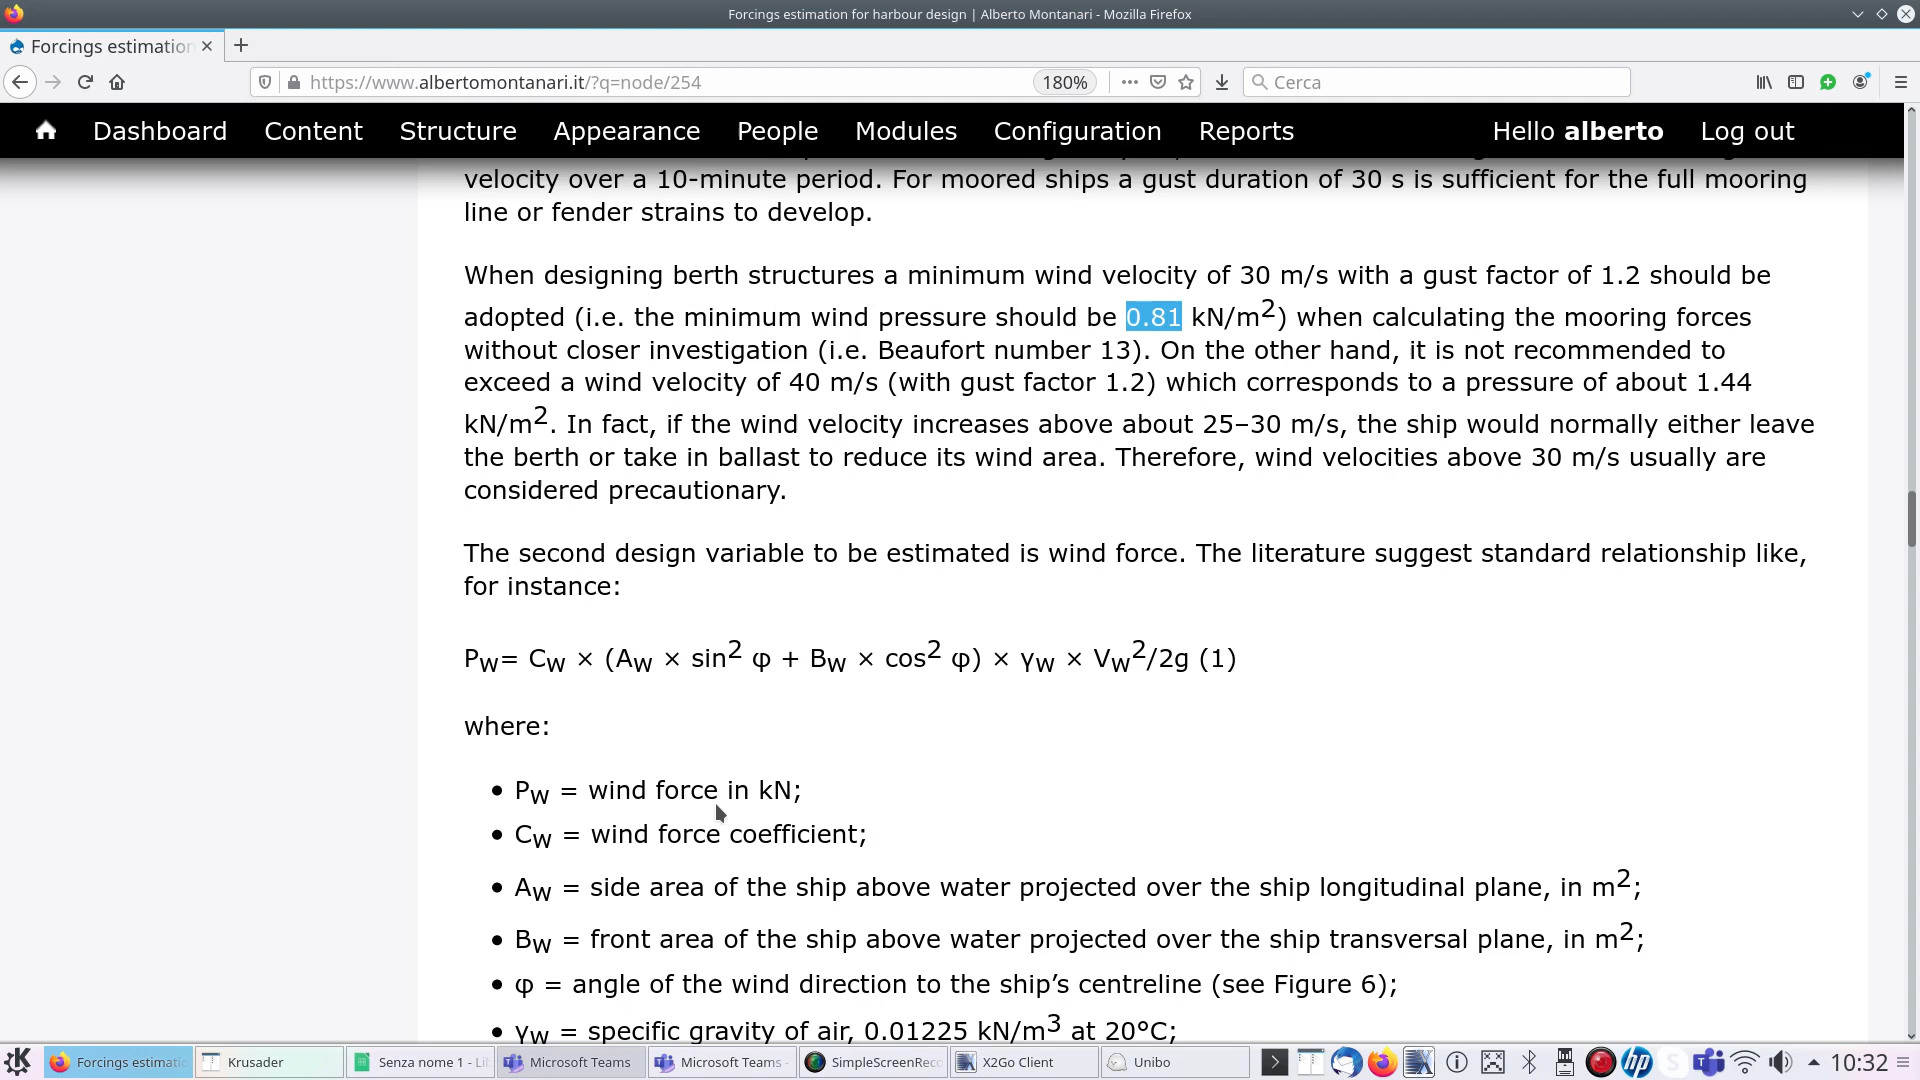 Forcings estimation for harbour design | Alberto Montanari - Mozilla Firefox
Forcings estimation
https://www.albertomontanari.it/?q=node/254
180%
Cerca
Dashboard Content Structure Appearance People Modules Configuration Reports Hello alberto Log out
velocity over a 10-minute period. For moored ships a gust duration of 30 s is sufficient for the full mooring
line or fender strains to develop.
When designing berth structures a minimum wind velocity of 30 m/s with a gust factor of 1.2 should be
adopted (i.e. the minimum wind pressure should be 0.81 kN/m²) when calculating the mooring forces
without closer investigation (i.e. Beaufort number 13). On the other hand, it is not recommended to
exceed a wind velocity of 40 m/s (with gust factor 1.2) which corresponds to a pressure of about 1.44
kN/m². In fact, if the wind velocity increases above about 25–30 m/s, the ship would normally either leave
the berth or take in ballast to reduce its wind area. Therefore, wind velocities above 30 m/s usually are
considered precautionary.
The second design variable to be estimated is wind force. The literature suggest standard relationship like,
for instance:
PW= CW × (AW × sin² φ + BW × cos² φ) × γW × VW²/2g (1)
where:
• PW = wind force in kN;
• CW = wind force coefficient;
• AW = side area of the ship above water projected over the ship longitudinal plane, in m²;
• BW = front area of the ship above water projected over the ship transversal plane, in m²;
• φ = angle of the wind direction to the ship’s centreline (see Figure 6);
• γW = specific gravity of air, 0.01225 kN/m³ at 20°C;
Forcings estimatio Krusader Senza nome 1 - Li Microsoft Teams Microsoft Teams - SimpleScreenReco X2Go Client Unibo hp 10:32